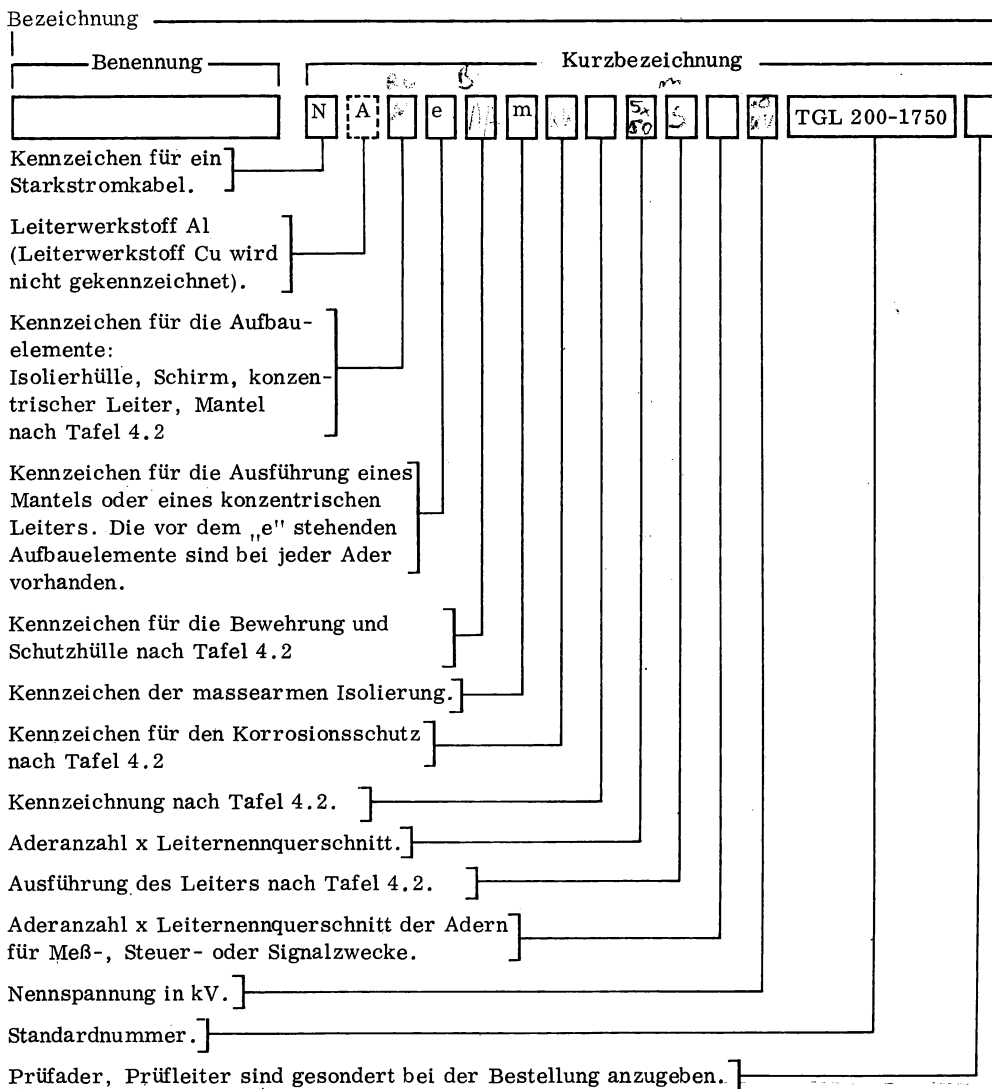 Bezeichnung
Benennung
Kurzbezeichnung
B m
N A e m 5x50 S TGL 200-1750
Kennzeichen für ein
Starkstromkabel.
Leiterwerkstoff Al
(Leiterwerkstoff Cu wird
nicht gekennzeichnet).
Kennzeichen für die Aufbau-
elemente:
Isolierhülle, Schirm, konzen-
trischer Leiter, Mantel
nach Tafel 4.2
Kennzeichen für die Ausführung eines
Mantels oder eines konzentrischen
Leiters. Die vor dem „e" stehenden
Aufbauelemente sind bei jeder Ader
vorhanden.
Kennzeichen für die Bewehrung und
Schutzhülle nach Tafel 4.2
Kennzeichen der massearmen Isolierung.
Kennzeichen für den Korrosionsschutz
nach Tafel 4.2
Kennzeichnung nach Tafel 4.2.
Aderanzahl x Leiternennquerschnitt.
Ausführung des Leiters nach Tafel 4.2.
Aderanzahl x Leiternennquerschnitt der Adern
für Meß-, Steuer- oder Signalzwecke.
Nennspannung in kV.
Standardnummer.
Prüfader, Prüfleiter sind gesondert bei der Bestellung anzugeben.